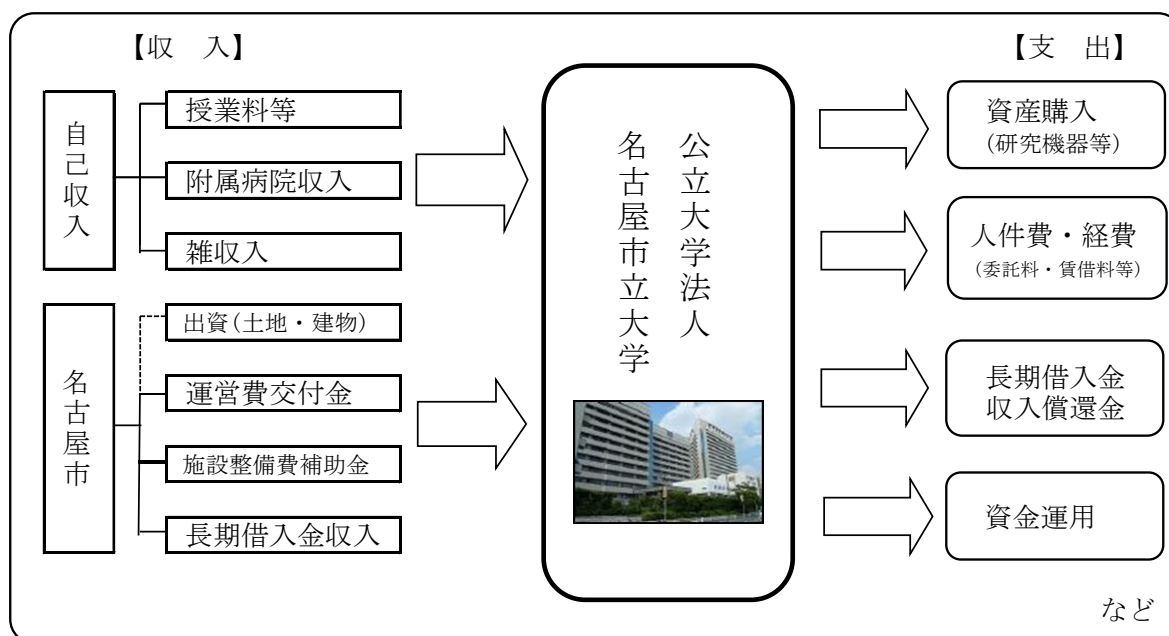 【収　入】
自己収入
授業料等
附属病院収入
雑収入
名古屋市
出資(土地・建物)
運営費交付金
施設整備費補助金
長期借入金収入
公立大学法人
名古屋市立大学
【支　出】
資産購入
(研究機器等)
人件費・経費
(委託料・賃借料等)
長期借入金
収入償還金
資金運用
など